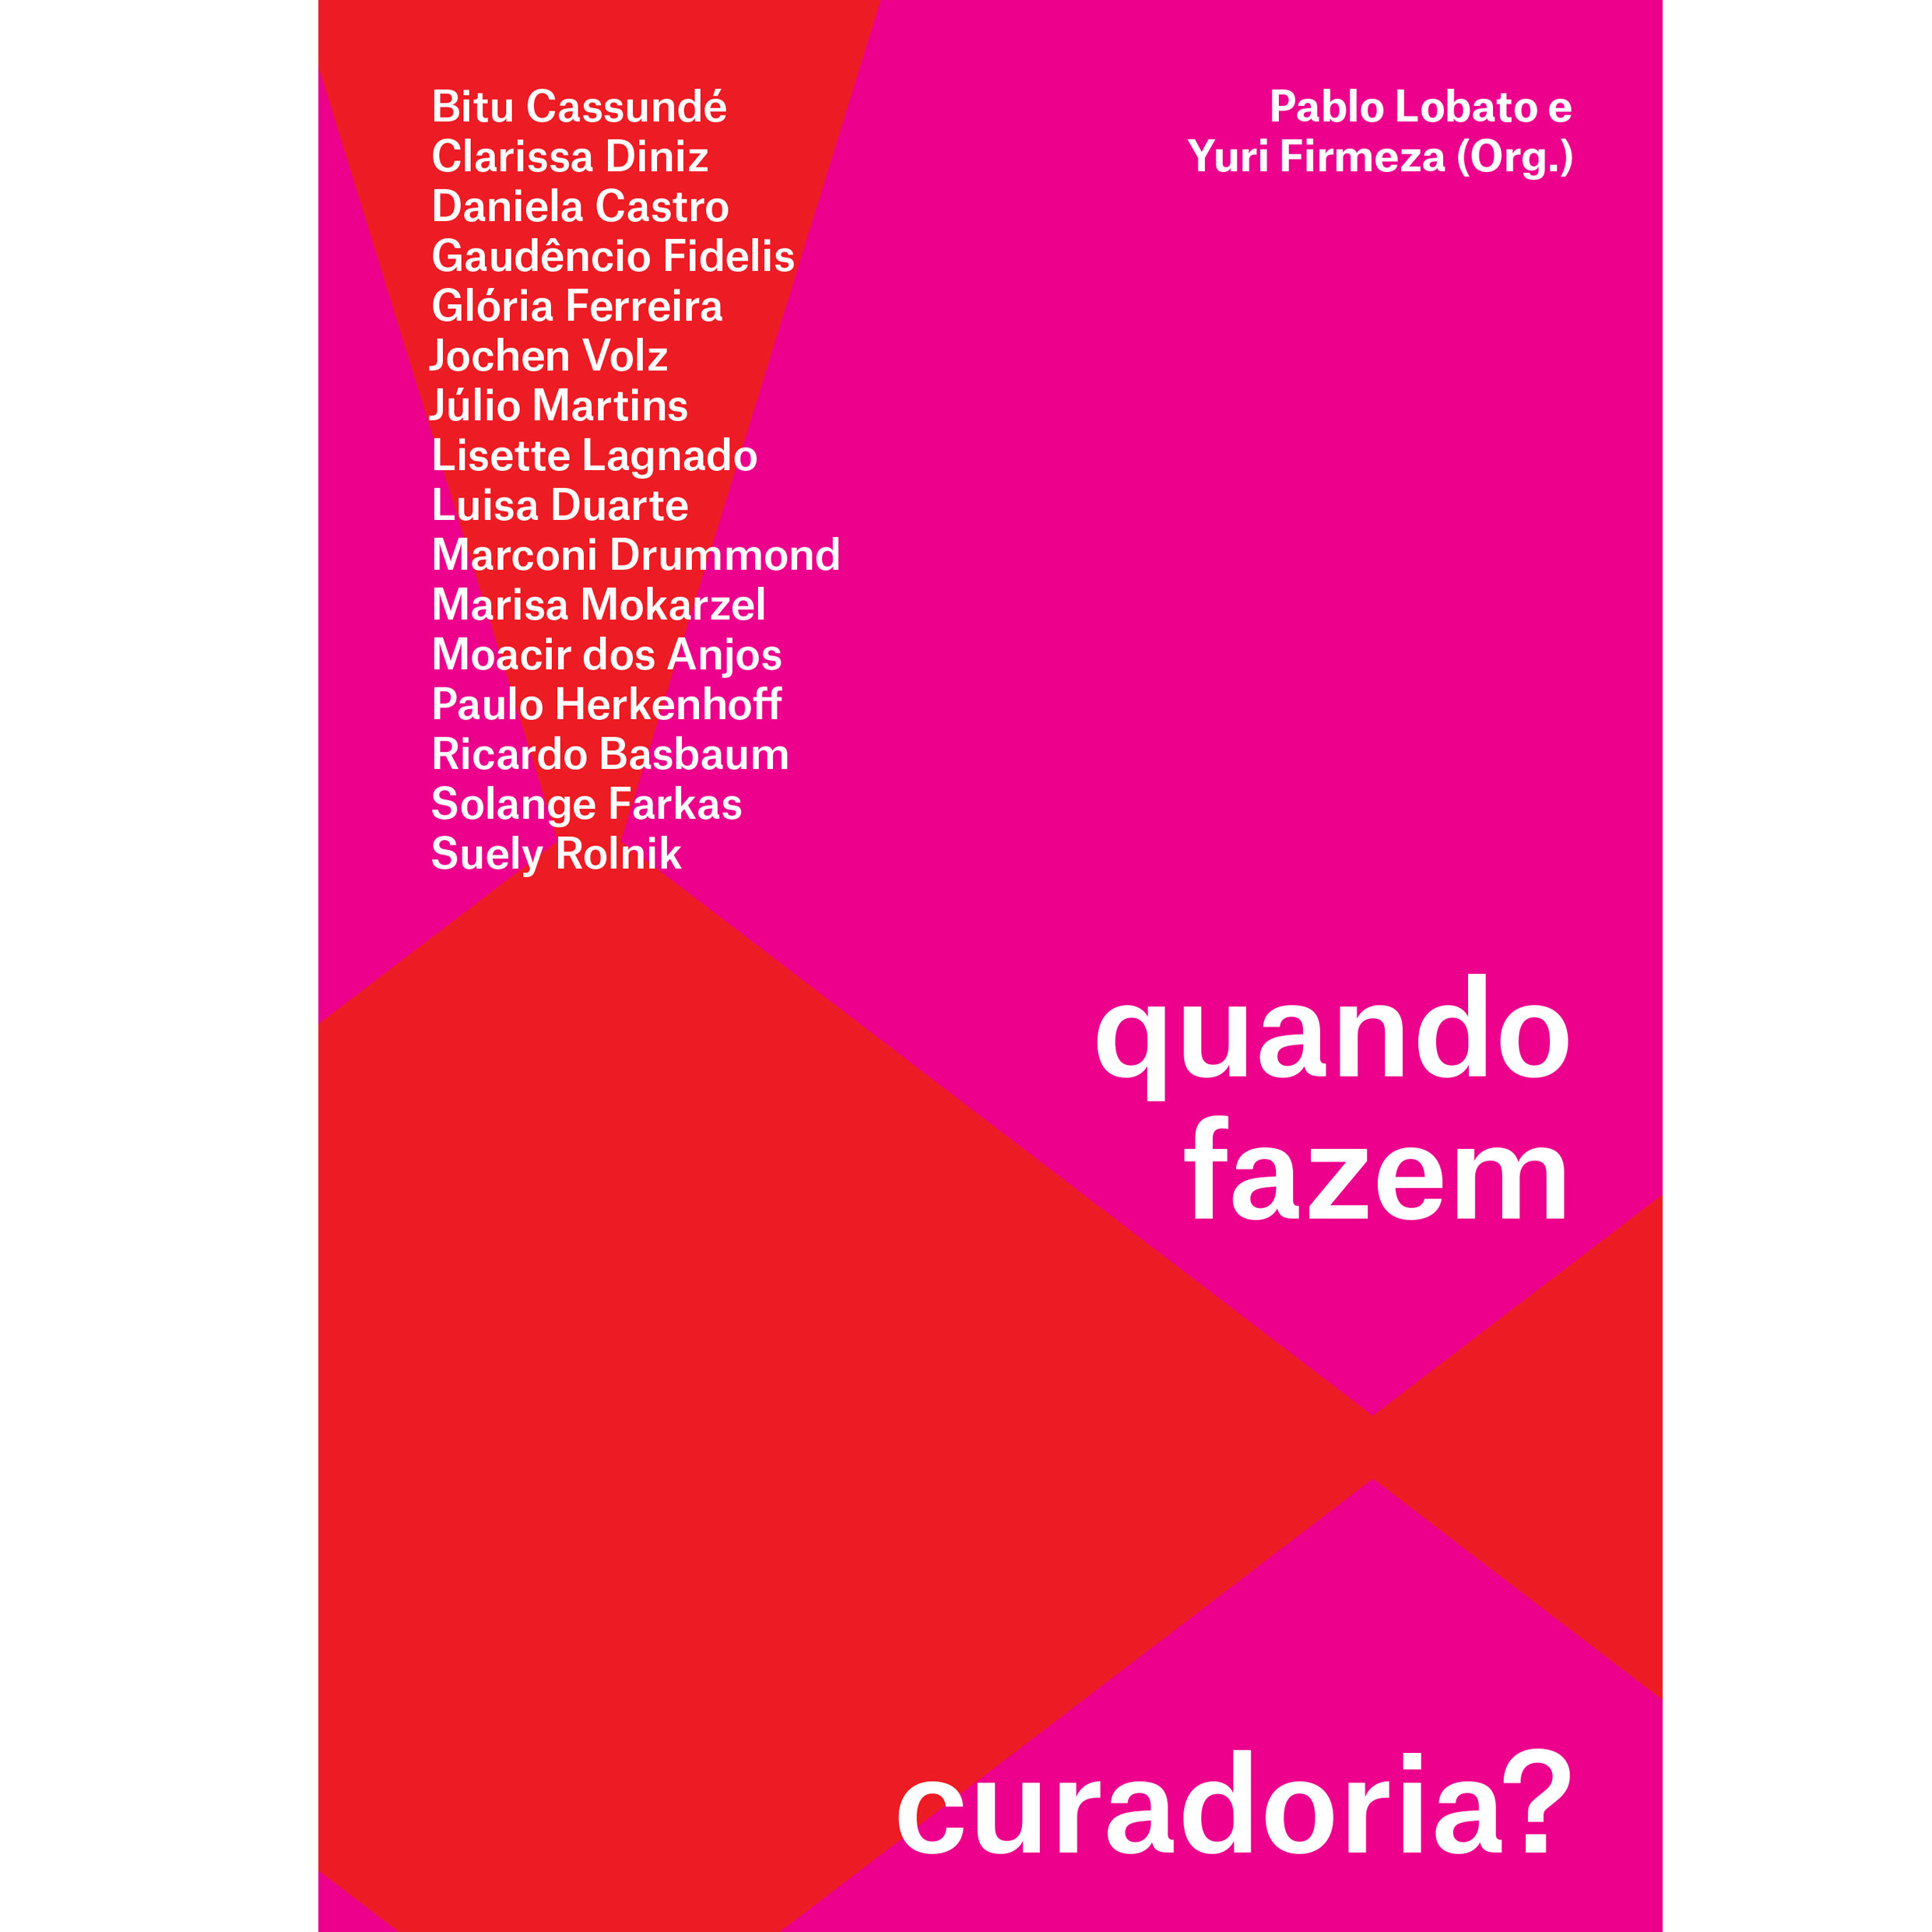 Bitu Cassundé
Clarissa Diniz
Daniela Castro
Gaudêncio Fidelis
Glória Ferreira
Jochen Volz
Júlio Martins
Lisette Lagnado
Luisa Duarte
Marconi Drummond
Marisa Mokarzel
Moacir dos Anjos
Paulo Herkenhoff
Ricardo Basbaum
Solange Farkas
Suely Rolnik
Pablo Lobato e
Yuri Firmeza (Org.)
quando
fazem
curadoria?